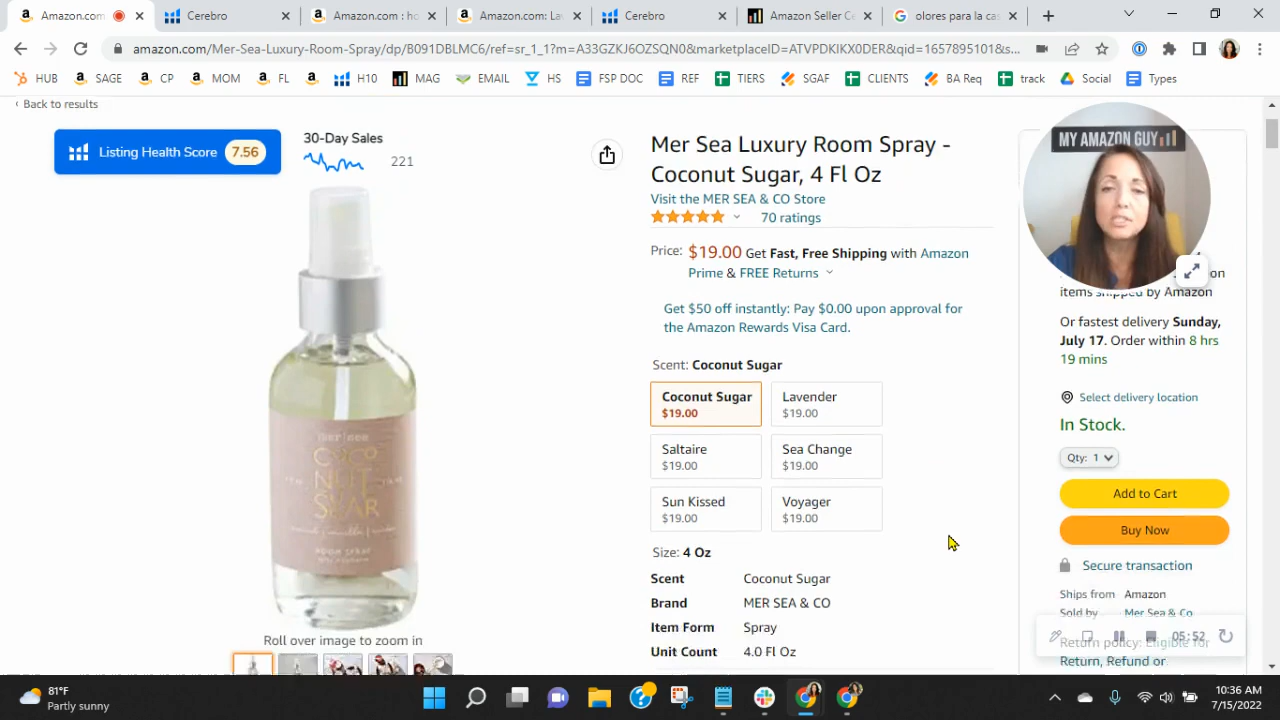 Amazon.com
Cerebro
Amazon.com : ho
Amazon.com: La
Cerebro
Amazon Seller C
olores para la ca
amazon.com/Mer-Sea-Luxury-Room-Spray/dp/B091DBLMC6/ref=sr_1_1?m=A33GZKJ6OZSQN0&marketplaceID=ATVPDKIKX0DER&qid=1657895101&s...
HUB SAGE CP MOM FL H10 MAG EMAIL HS FSP DOC REF TIERS SGAF CLIENTS BA Req track Social Types
‹ Back to results
Listing Health Score 7.56
30-Day Sales
221
Mer Sea Luxury Room Spray -
Coconut Sugar, 4 Fl Oz
Visit the MER SEA & CO Store
70 ratings
Price: $19.00 Get Fast, Free Shipping with Amazon
Prime & FREE Returns
Get $50 off instantly: Pay $0.00 upon approval for
the Amazon Rewards Visa Card.
Scent: Coconut Sugar
Coconut Sugar
$19.00
Lavender
$19.00
Saltaire
$19.00
Sea Change
$19.00
Sun Kissed
$19.00
Voyager
$19.00
Size: 4 Oz
Scent Coconut Sugar
Brand MER SEA & CO
Item Form Spray
Unit Count 4.0 Fl Oz
COCO
NUT
SUGAR
ROOM SPRAY
Roll over image to zoom in
MY AMAZON GUY
items shipped by Amazon
Or fastest delivery Sunday,
July 17. Order within 8 hrs
19 mins
Select delivery location
In Stock.
Qty: 1
Add to Cart
Buy Now
Secure transaction
Ships from Amazon
Sold by Mer Sea & Co
05:52
Return policy: Eligible for
Return, Refund or
81°F
Partly sunny
10:36 AM
7/15/2022